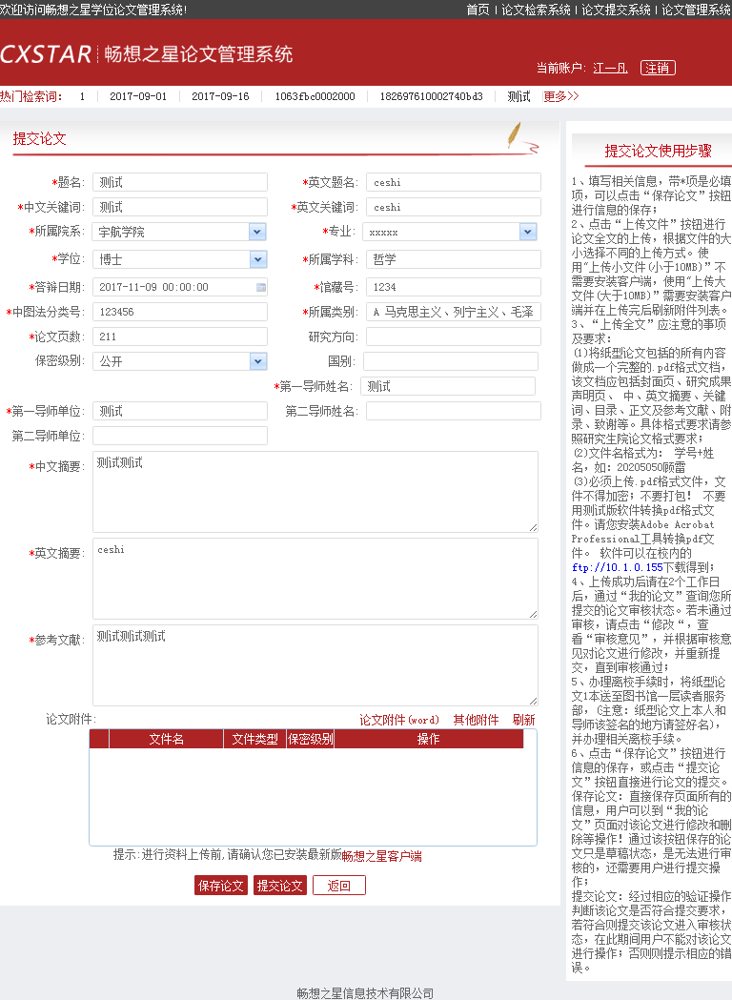 欢迎访问畅想之星学位论文管理系统! 首页 | 论文检索系统 | 论文提交系统 | 论文管理系统
CXSTAR 畅想之星论文管理系统
当前账户: 江一凡 注销
热门检索词: 1 2017-09-01 2017-09-16 1063fbc0002000 182697610002740bd3 测试 更多>>
提交论文
*题名: 测试 *英文题名: ceshi
*中文关键词: 测试 *英文关键词: ceshi
*所属院系: 宇航学院 *专业: xxxxx
*学位: 博士 *所属学科: 哲学
*答辩日期: 2017-11-09 00:00:00 *馆藏号: 1234
*中图法分类号: 123456 *所属类别: A 马克思主义、列宁主义、毛泽
*论文页数: 211 研究方向:
保密级别: 公开 国别:
*第一导师姓名: 测试
*第一导师单位: 测试 第二导师姓名:
第二导师单位:
*中文摘要: 测试测试
*英文摘要: ceshi
*参考文献: 测试测试测试
论文附件: 论文附件(word) 其他附件 刷新
文件名 文件类型 保密级别 操作
提示:进行资料上传前,请确认您已安装最新版畅想之星客户端
保存论文 提交论文 返回
提交论文使用步骤
1、填写相关信息，带*项是必填
项，可以点击“保存论文”按钮
进行信息的保存；
2、点击“上传文件”按钮进行
论文全文的上传，根据文件的大
小选择不同的上传方式。使
用"上传小文件(小于10MB)”不
需要安装客户端，使用"上传大
文件(大于10MB)”需要安装客户
端并在上传完后刷新附件列表。
3、“上传全文”应注意的事项
及要求：
(1)将纸型论文包括的所有内容
做成一个完整的.pdf格式文档，
该文档应包括封面页、研究成果
声明页、 中、英文摘要、关键
词、目录、正文及参考文献、附
录、致谢等。具体格式要求请参
照研究生院论文格式要求；
(2)文件名格式为： 学号+姓
名，如：20205050顾雷
(3)必须上传.pdf格式文件，文
件不得加密；不要打包！ 不要
用测试版软件转换pdf格式文
件。请您安装Adobe Acrobat
Professional工具转换pdf文
件。 软件可以在校内的
ftp://10.1.0.155下载得到；
4、上传成功后请在2个工作日
后，通过“我的论文”查询您所
提交的论文审核状态。若未通过
审核，请点击“修改“，查
看“审核意见”，并根据审核意
见对论文进行修改，并重新提
交，直到审核通过；
5、办理离校手续时，将纸型论
文1本送至图书馆一层读者服务
部，(注意：纸型论文上本人和
导师该签名的地方请签好名)，
并办理相关离校手续。
6、点击“保存论文”按钮进行
信息的保存，或点击“提交论
文”按钮直接进行论文的提交。
保存论文：直接保存页面所有的
信息，用户可以到“我的论
文”页面对该论文进行修改和删
除等操作！通过该按钮保存的论
文只是草稿状态，是无法进行审
核的，还需要用户进行提交操
作；
提交论文：经过相应的验证操作
判断该论文是否符合提交要求，
若符合则提交该论文进入审核状
态，在此期间用户不能对该论文
进行操作；否则则提示相应的错
误。
畅想之星信息技术有限公司